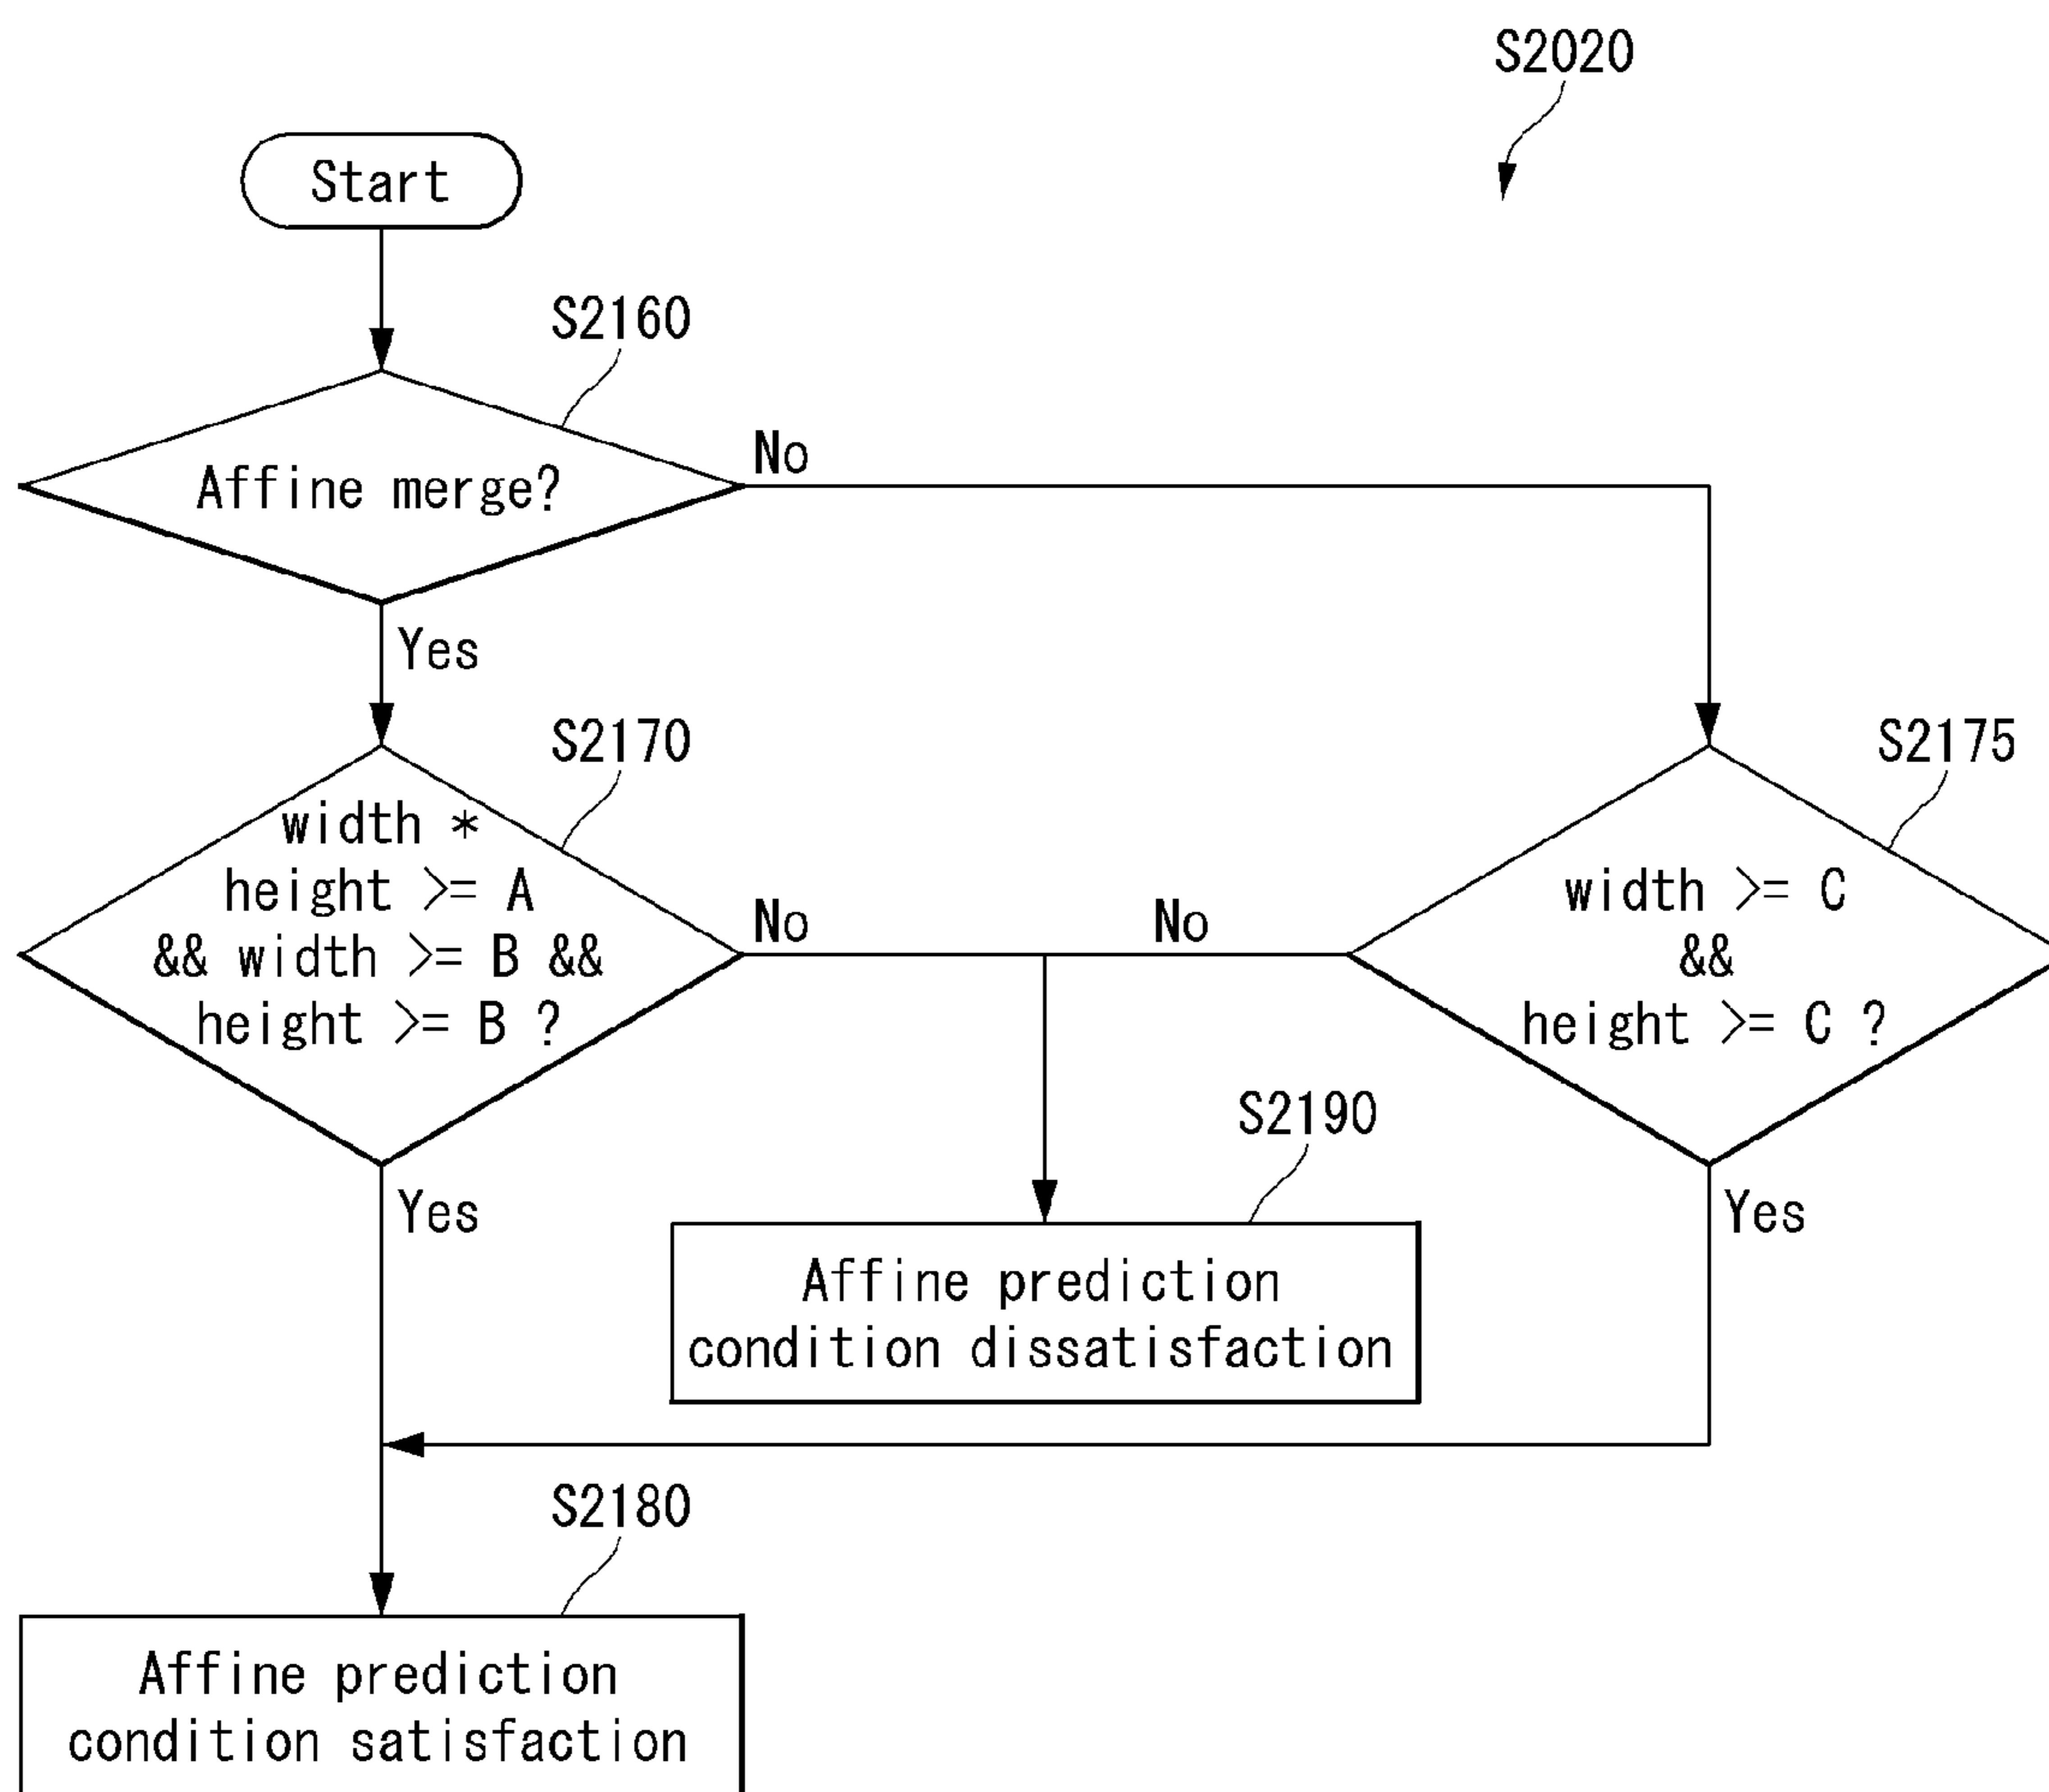 S2020
Start
S2160
Affine merge?
No
Yes
S2170
S2175
width *
height >= A
&& width >= B &&
height >= B ?
No
No
width >= C
&&
height >= C ?
S2190
Yes
Yes
Affine prediction
condition dissatisfaction
S2180
Affine prediction
condition satisfaction